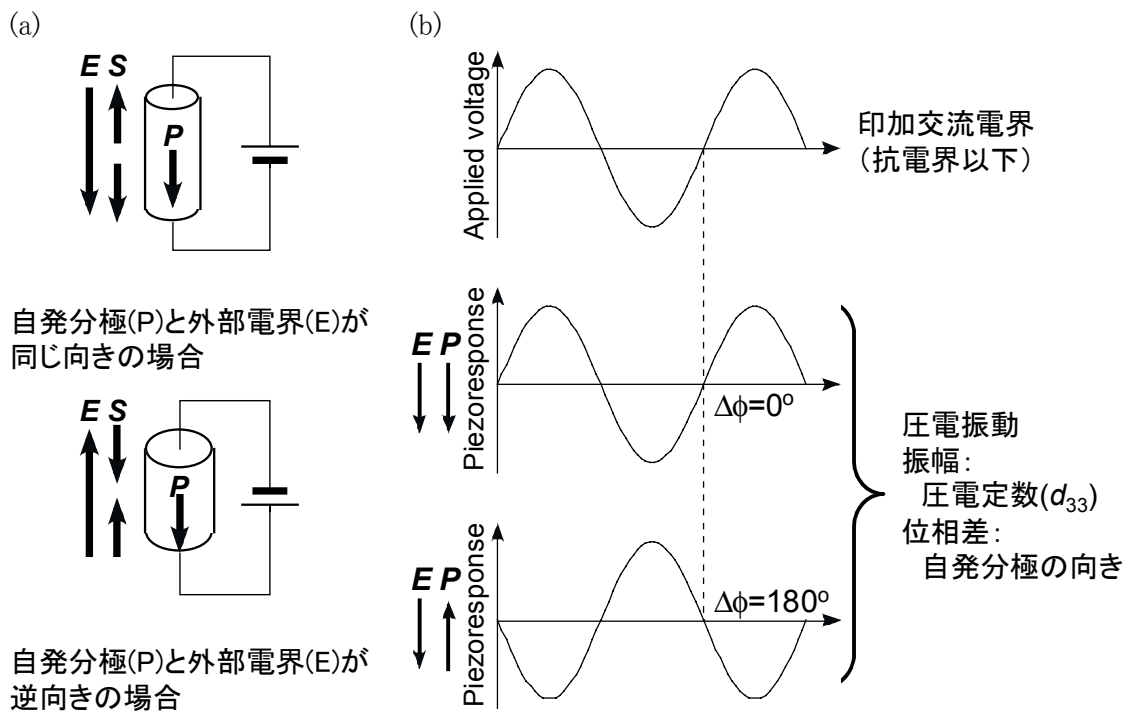 (a)
E S
P
自発分極(P)と外部電界(E)が
同じ向きの場合
E S
P
自発分極(P)と外部電界(E)が
逆向きの場合
(b)
Applied voltage
印加交流電界
(抗電界以下)
E P
Piezoresponse
Δϕ=0º
E P
Piezoresponse
Δϕ=180º
圧電振動
振幅:
圧電定数(d33)
位相差:
自発分極の向き